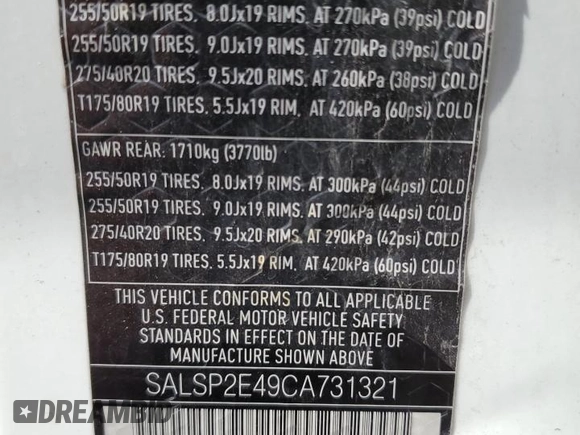 255/50R19 TIRES, 8.0Jx19 RIMS, AT 270kPa (39psi) COLD
255/50R19 TIRES, 9.0Jx19 RIMS, AT 270kPa (39psi) COLD
275/40R20 TIRES, 9.5Jx20 RIMS, AT 260kPa (38psi) COLD
T175/80R19 TIRES, 5.5Jx19 RIM, AT 420kPa (60psi) COLD
GAWR REAR: 1710kg (3770lb)
255/50R19 TIRES, 8.0Jx19 RIMS, AT 300kPa (44psi) COLD
255/50R19 TIRES, 9.0Jx19 RIMS, AT 300kPa (44psi) COLD
275/40R20 TIRES, 9.5Jx20 RIMS, AT 290kPa (42psi) COLD
T175/80R19 TIRES, 5.5Jx19 RIM, AT 420kPa (60psi) COLD
THIS VEHICLE CONFORMS TO ALL APPLICABLE
U.S. FEDERAL MOTOR VEHICLE SAFETY
STANDARDS IN EFFECT ON THE DATE OF
MANUFACTURE SHOWN ABOVE.
SALSP2E49CA731321
DREAMBID